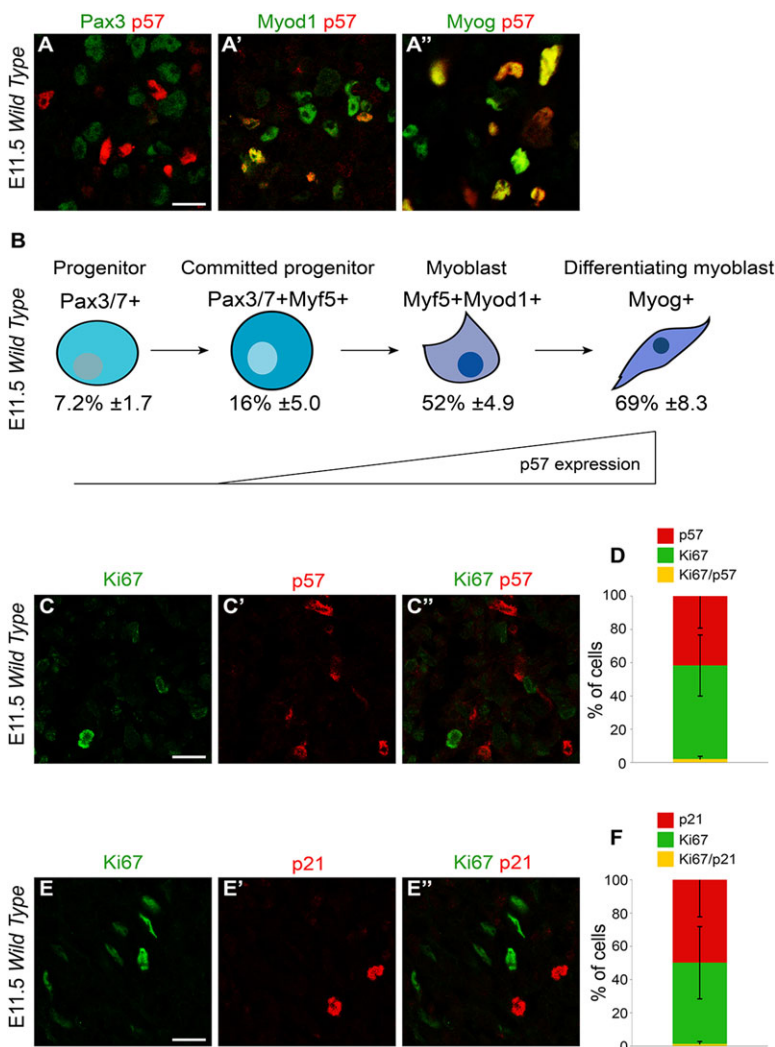 Pax3 p57
Myod1 p57
Myog p57
E11.5 Wild Type
A
A'
A"
B
E11.5 Wild Type
Progenitor
Committed progenitor
Myoblast
Differentiating myoblast
Pax3/7+
Pax3/7+Myf5+
Myf5+Myod1+
Myog+
7.2% ±1.7
16% ±5.0
52% ±4.9
69% ±8.3
p57 expression
Ki67
p57
Ki67 p57
E11.5 Wild Type
C
C'
C"
D
p57
Ki67
Ki67/p57
% of cells
100
80
60
40
20
0
Ki67
p21
Ki67 p21
E11.5 Wild Type
E
E'
E"
F
p21
Ki67
Ki67/p21
% of cells
100
80
60
40
20
0